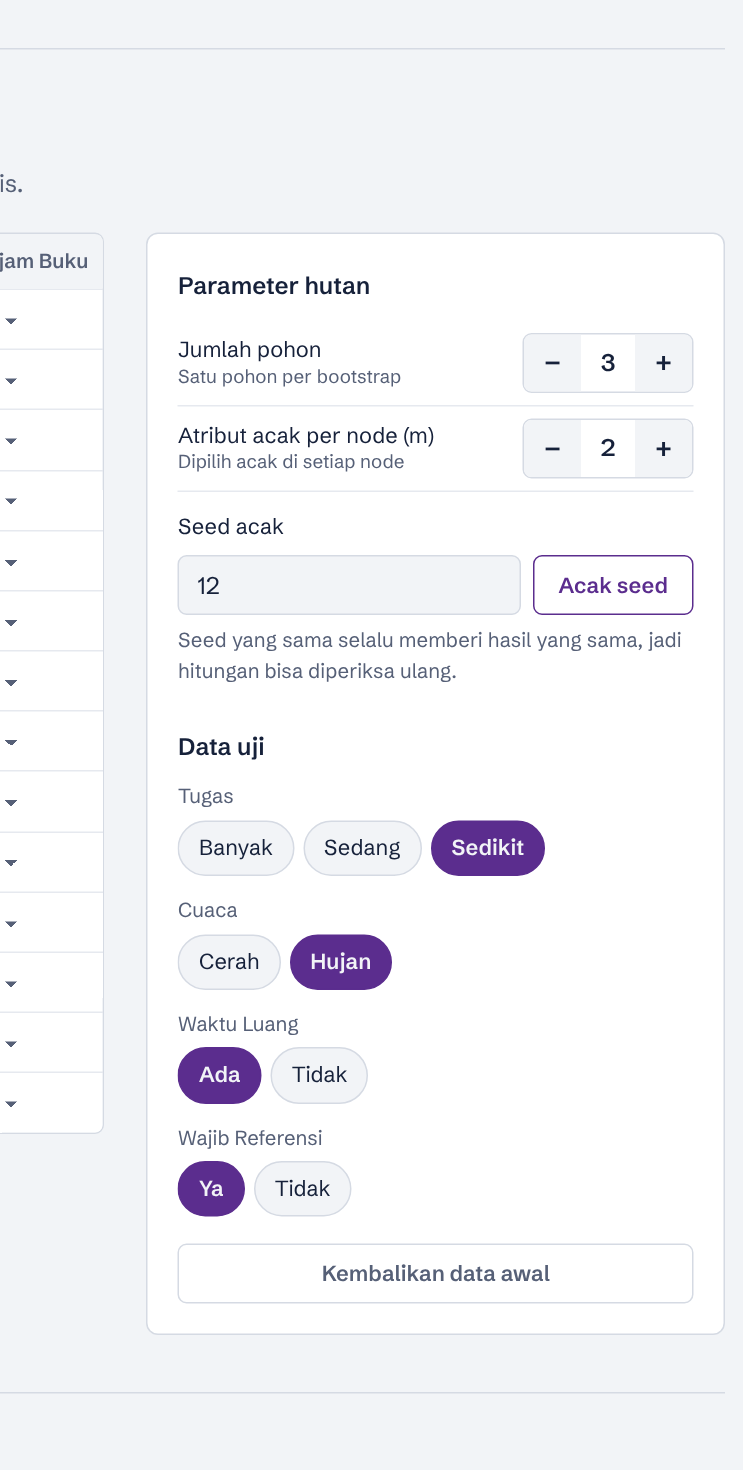 is.
jam Buku
Parameter hutan
Jumlah pohon
Satu pohon per bootstrap
− 3 +
Atribut acak per node (m)
Dipilih acak di setiap node
− 2 +
Seed acak
12
Acak seed
Seed yang sama selalu memberi hasil yang sama, jadi
hitungan bisa diperiksa ulang.
Data uji
Tugas
Banyak Sedang Sedikit
Cuaca
Cerah Hujan
Waktu Luang
Ada Tidak
Wajib Referensi
Ya Tidak
Kembalikan data awal